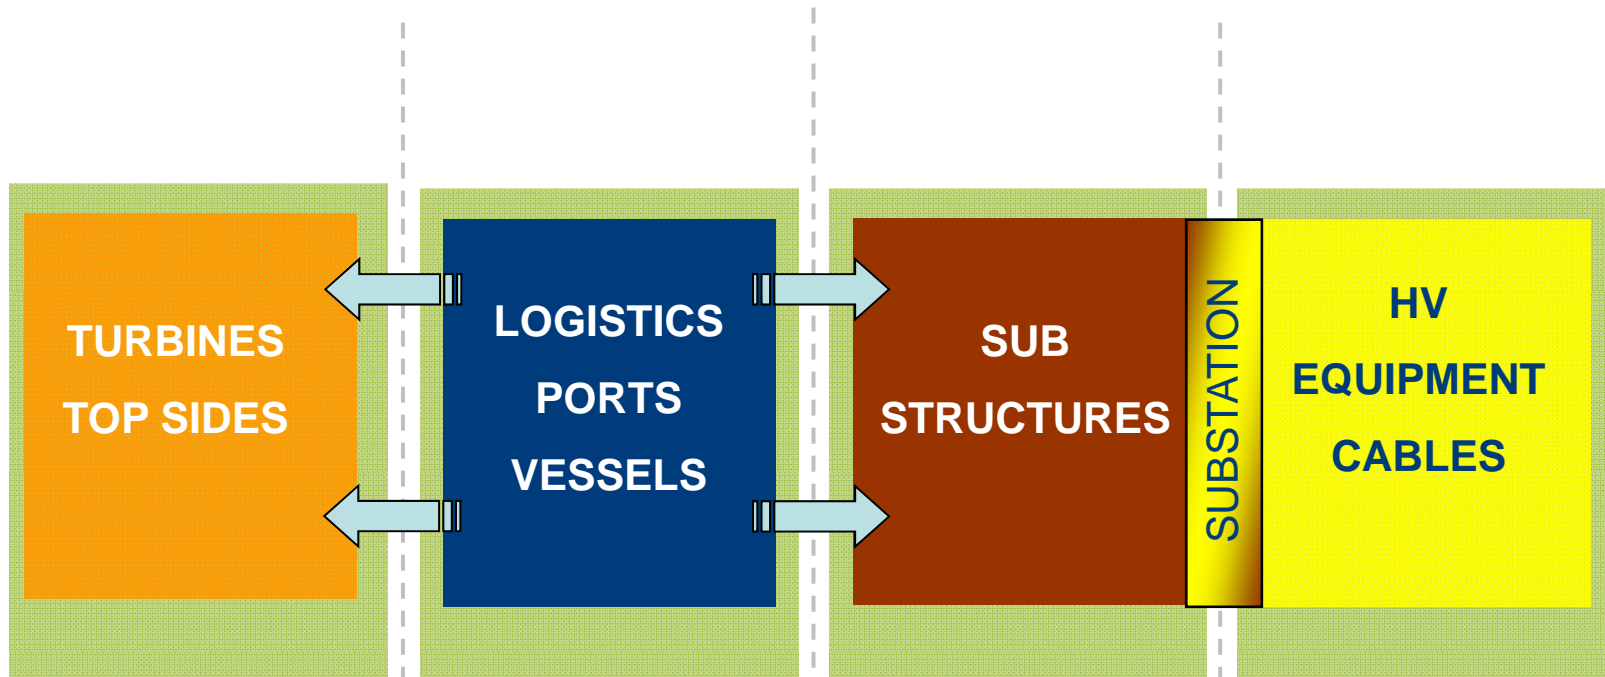 TURBINES
TOP SIDES
LOGISTICS
PORTS
VESSELS
SUB
STRUCTURES
SUBSTATION
HV
EQUIPMENT
CABLES